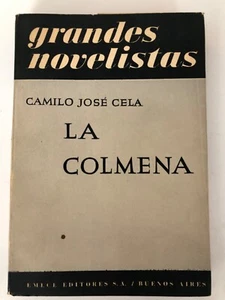 grandes
novelistas
CAMILO JOSÉ CELA
LA
COLMENA
EMECÉ EDITORES S.A. / BUENOS AIRES